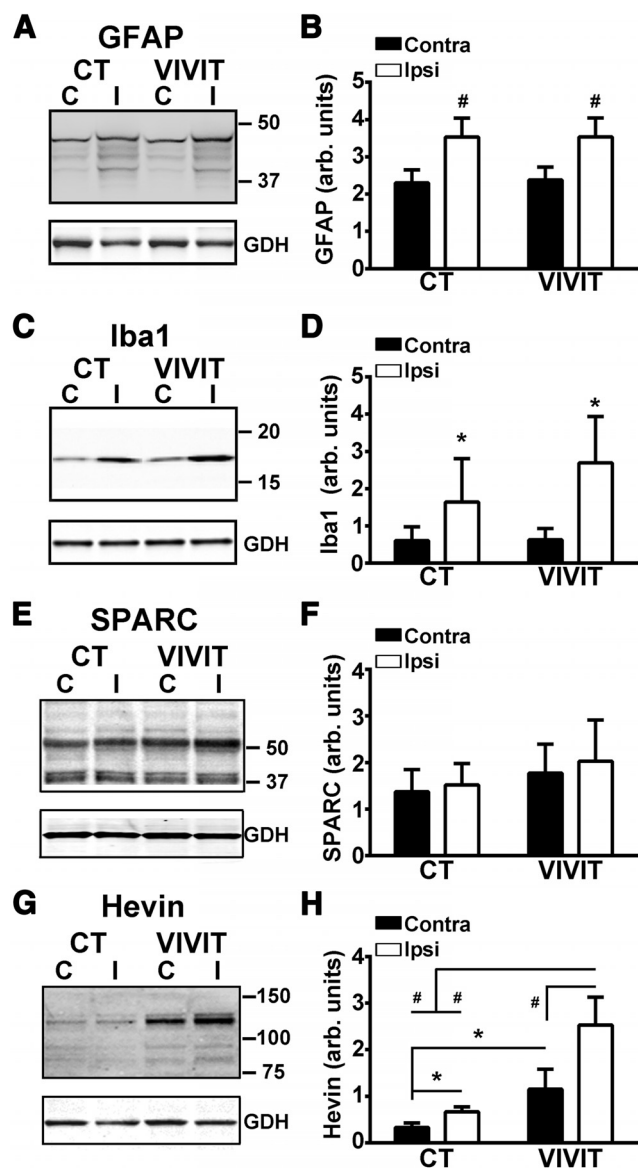 A
GFAP
CT VIVIT
C I C I
50
37
GDH
B
Contra
Ipsi
GFAP (arb. units)
5
4
3
2
1
0
# #
CT VIVIT
C
Iba1
CT VIVIT
C I C I
20
15
GDH
D
Contra
Ipsi
Iba1 (arb. units)
5
4
3
2
1
0
* *
CT VIVIT
E
SPARC
CT VIVIT
C I C I
50
37
GDH
F
Contra
Ipsi
SPARC (arb. units)
4
3
2
1
0
CT VIVIT
G
Hevin
CT VIVIT
C I C I
150
100
75
GDH
H
Contra
Ipsi
Hevin (arb. units)
4
3
2
1
0
# # #
*
*
CT VIVIT